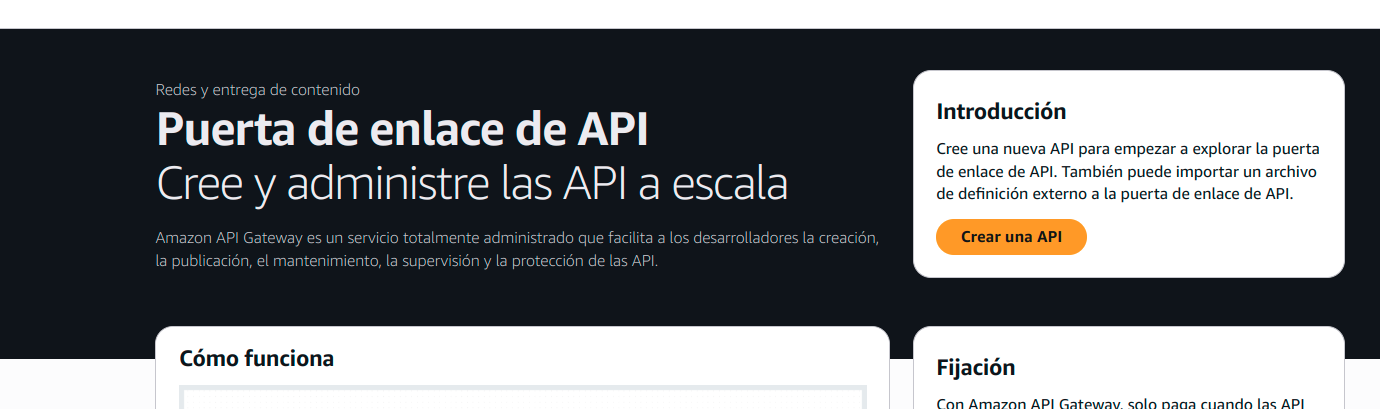 Redes y entrega de contenido
Puerta de enlace de API
Cree y administre las API a escala
Amazon API Gateway es un servicio totalmente administrado que facilita a los desarrolladores la creación,
la publicación, el mantenimiento, la supervisión y la protección de las API.
Introducción
Cree una nueva API para empezar a explorar la puerta
de enlace de API. También puede importar un archivo
de definición externo a la puerta de enlace de API.
Crear una API
Cómo funciona
Fijación
Con Amazon API Gateway, solo paga cuando las API